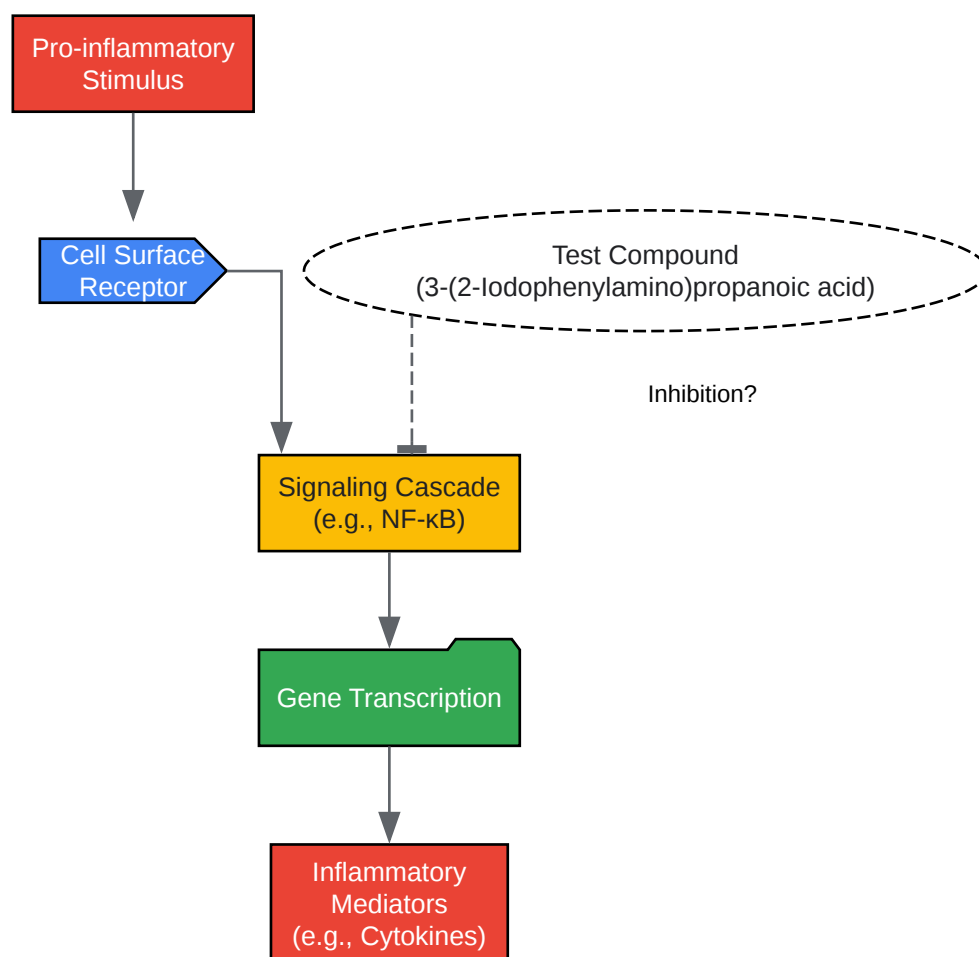 Pro-inflammatory
Stimulus
Cell Surface
Receptor
Test Compound
(3-(2-Iodophenylamino)propanoic acid)
Inhibition?
Signaling Cascade
(e.g., NF-κB)
Gene Transcription
Inflammatory
Mediators
(e.g., Cytokines)